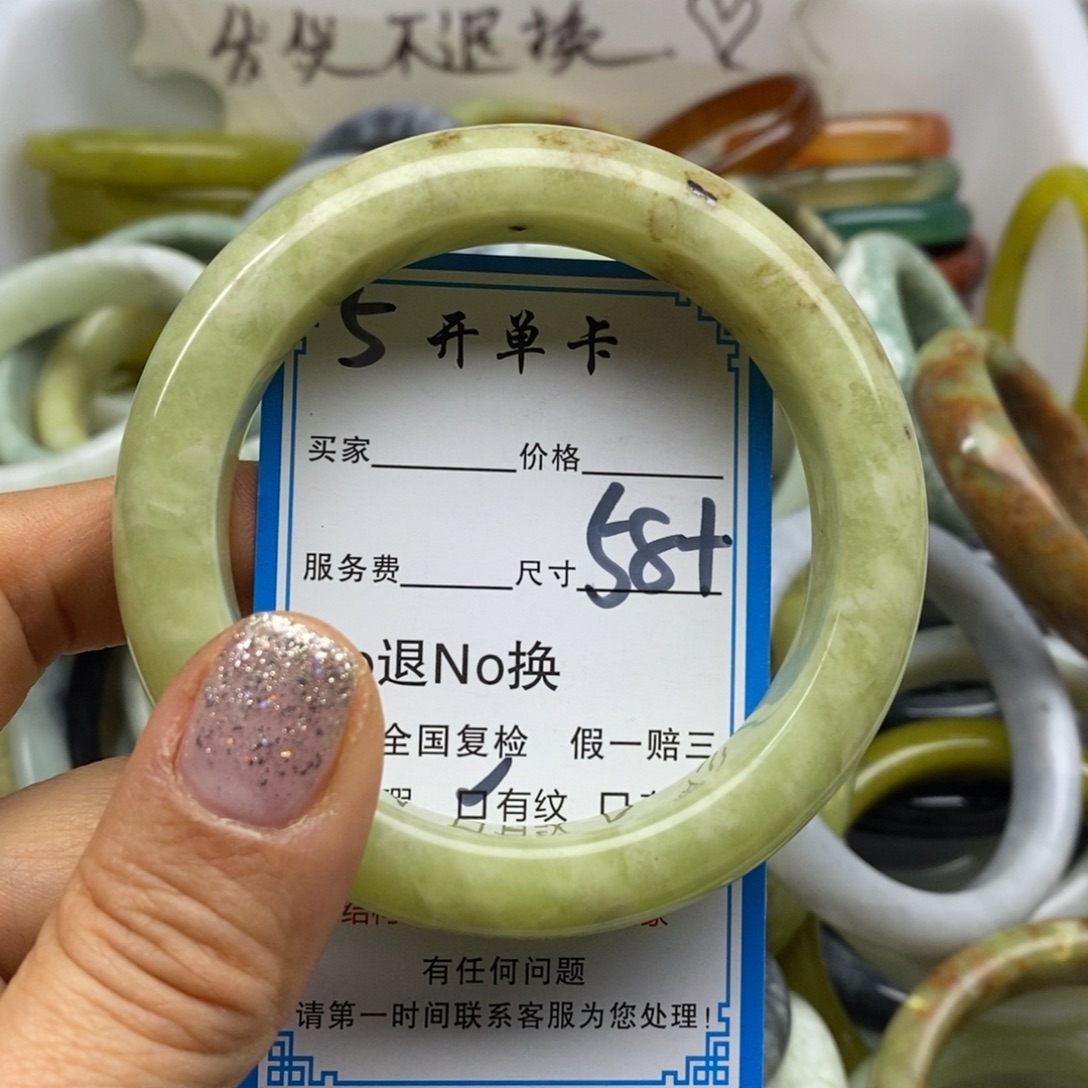 不退换
5 开单卡
买家 价格
服务费 尺寸 58+
退No换
全国复检 假一赔三
有纹
有任何问题
请第一时间联系客服为您处理！